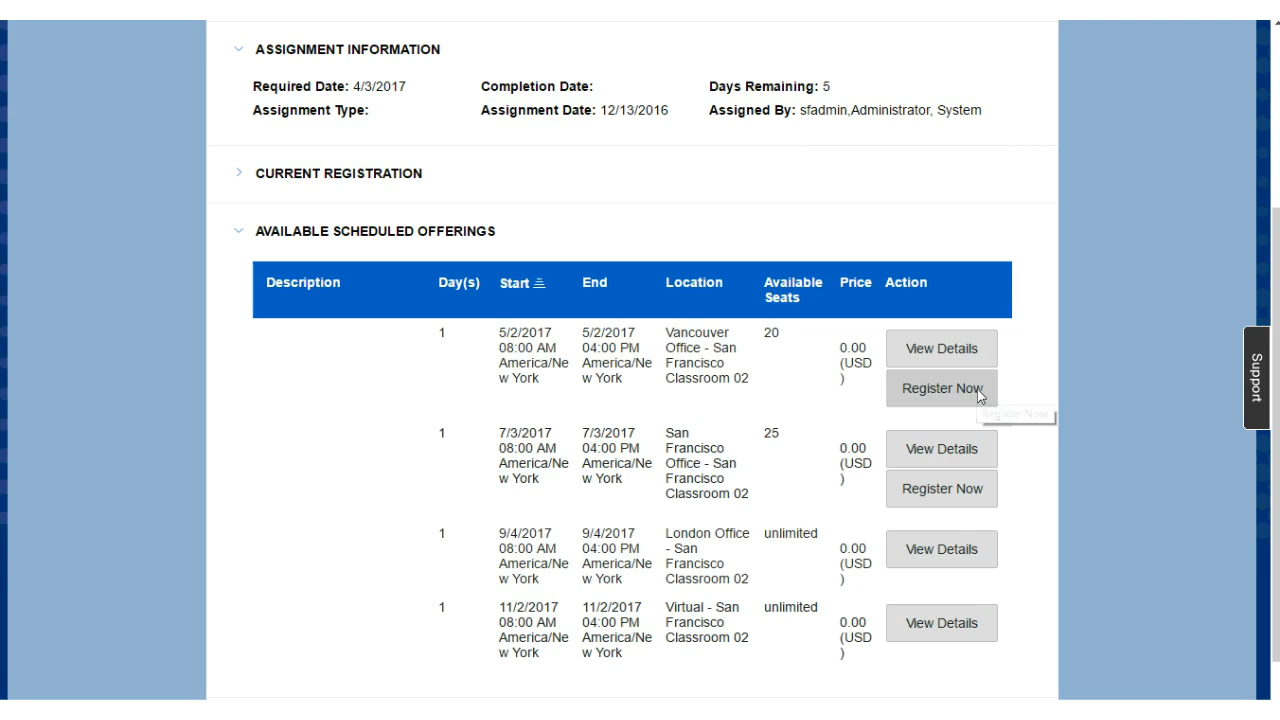 ASSIGNMENT INFORMATION
Required Date: 4/3/2017 Completion Date: Days Remaining: 5
Assignment Type: Assignment Date: 12/13/2016 Assigned By: sfadmin,Administrator, System
CURRENT REGISTRATION
AVAILABLE SCHEDULED OFFERINGS
Description Day(s) Start End Location Available Price Action
Seats
1 5/2/2017 5/2/2017 Vancouver 20
08:00 AM 04:00 PM Office - San 0.00 View Details
America/Ne America/Ne Francisco (USD
w York w York Classroom 02 )
Register Now
Register Now
1 7/3/2017 7/3/2017 San 25
08:00 AM 04:00 PM Francisco 0.00 View Details
America/Ne America/Ne Office - San (USD
w York w York Francisco )
Classroom 02 Register Now
1 9/4/2017 9/4/2017 London Office unlimited
08:00 AM 04:00 PM - San 0.00 View Details
America/Ne America/Ne Francisco (USD
w York w York Classroom 02 )
1 11/2/2017 11/2/2017 Virtual - San unlimited
08:00 AM 04:00 PM Francisco 0.00 View Details
America/Ne America/Ne Classroom 02 (USD
w York w York )
Support